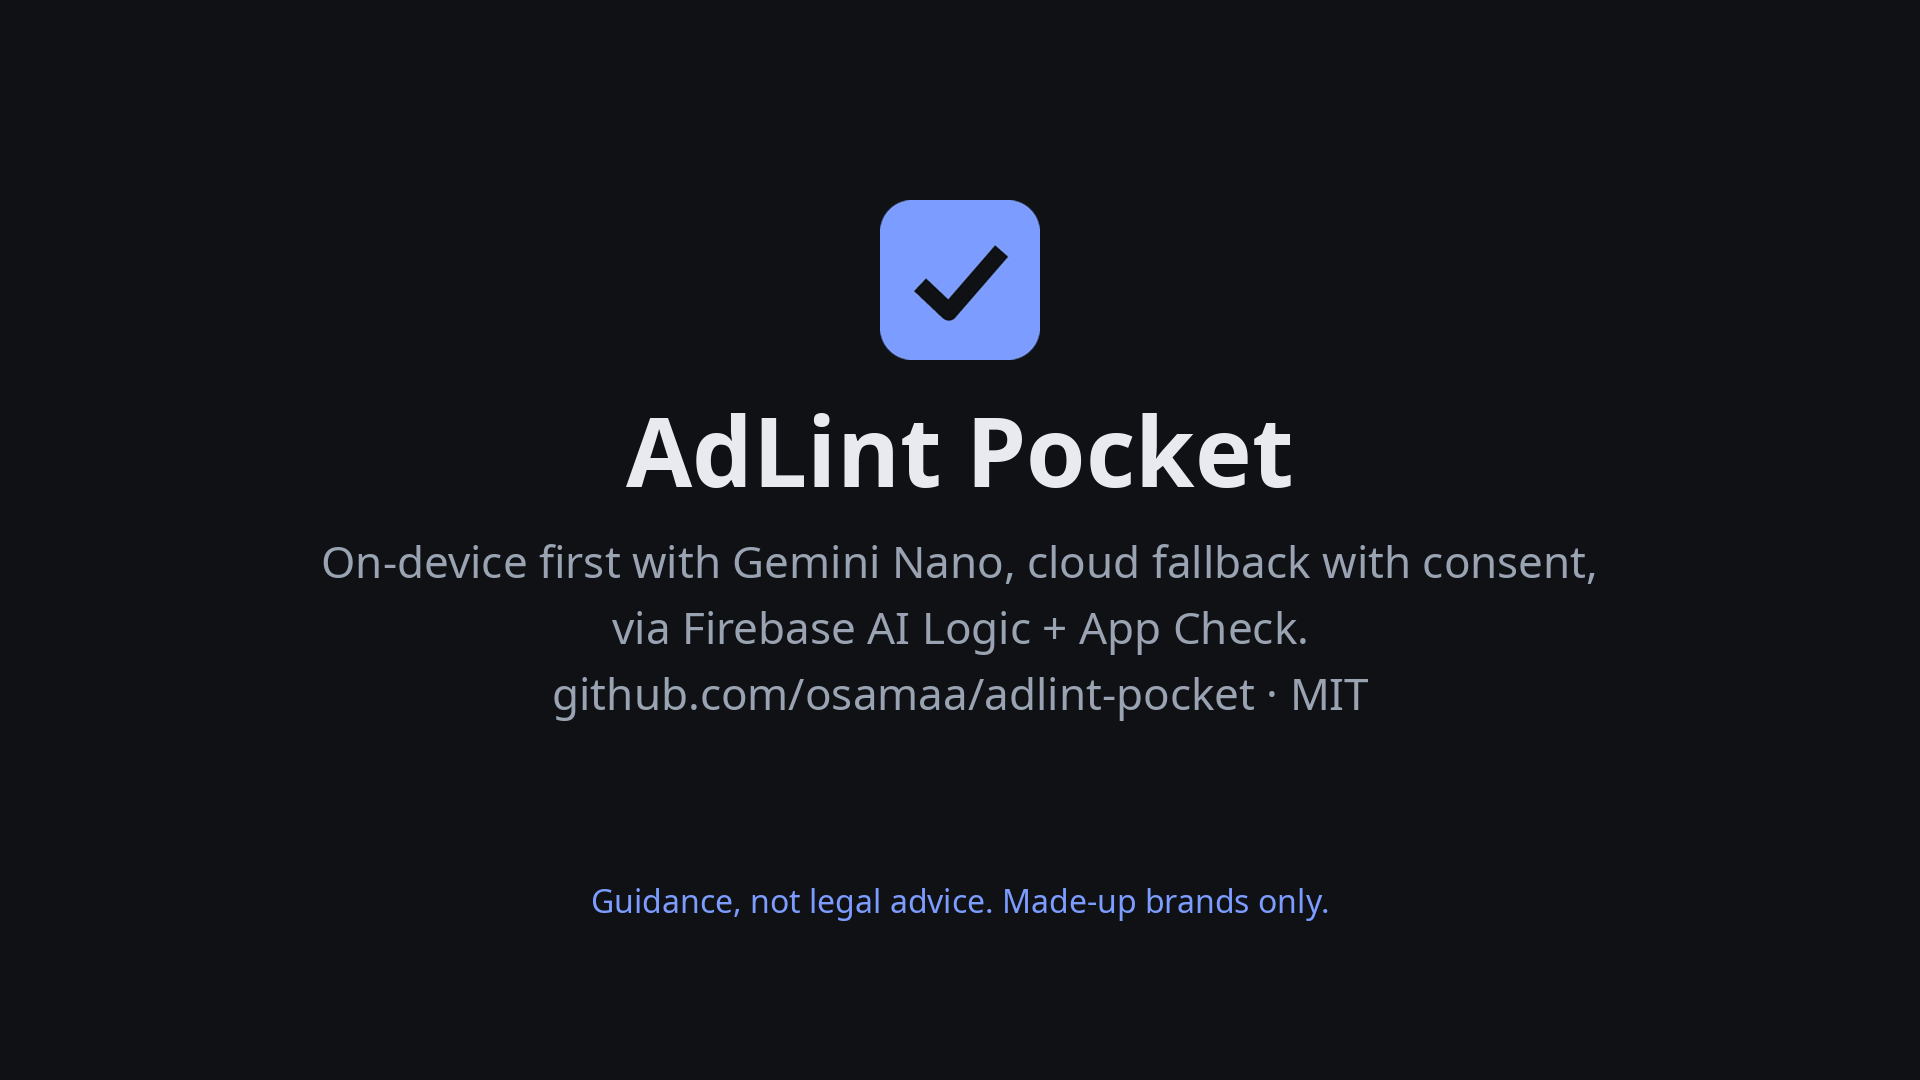 AdLint Pocket
On-device first with Gemini Nano, cloud fallback with consent,
via Firebase AI Logic + App Check.
github.com/osamaa/adlint-pocket · MIT
Guidance, not legal advice. Made-up brands only.